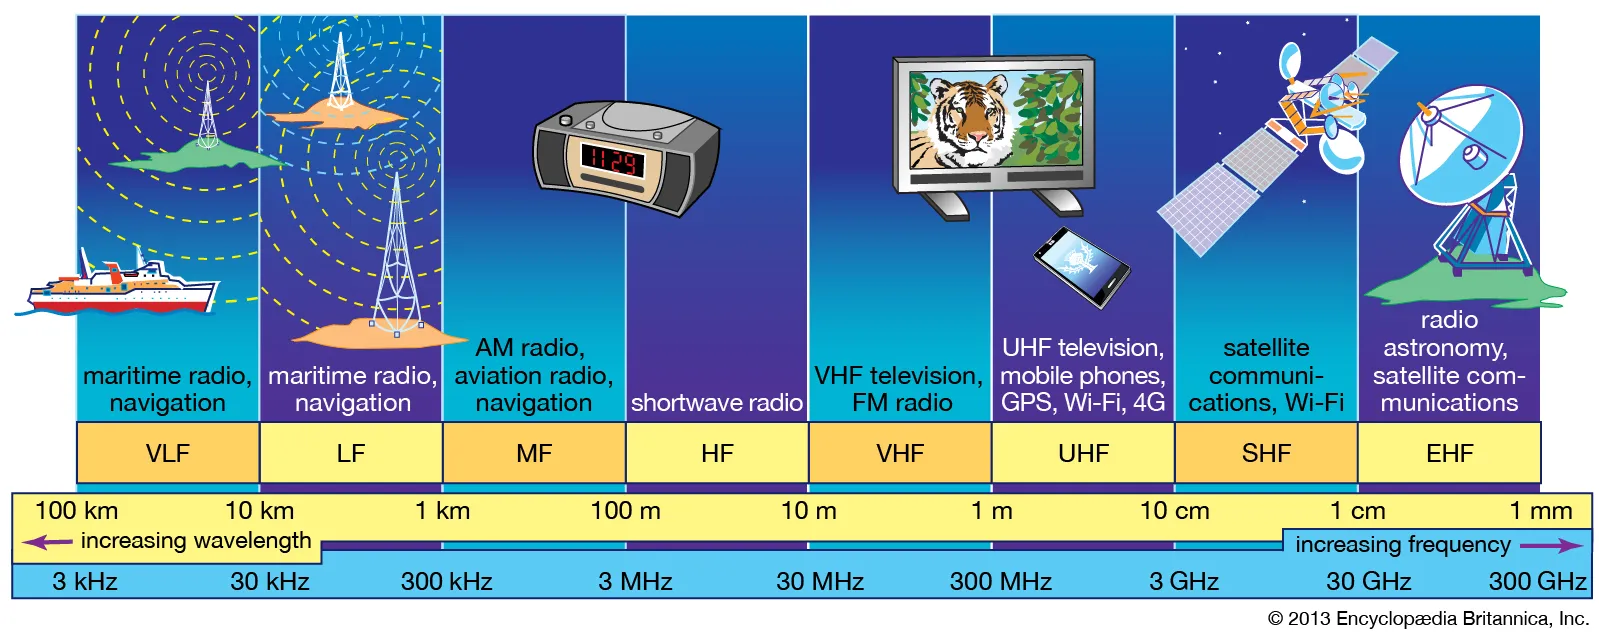 11:29
maritime radio,
navigation
maritime radio,
navigation
AM radio,
aviation radio,
navigation
shortwave radio
VHF television,
FM radio
UHF television,
mobile phones,
GPS, Wi-Fi, 4G
satellite
communi-
cations, Wi-Fi
radio
astronomy,
satellite com-
munications
VLF LF MF HF VHF UHF SHF EHF
100 km 10 km 1 km 100 m 10 m 1 m 10 cm 1 cm 1 mm
increasing wavelength increasing frequency
3 kHz 30 kHz 300 kHz 3 MHz 30 MHz 300 MHz 3 GHz 30 GHz 300 GHz
© 2013 Encyclopædia Britannica, Inc.